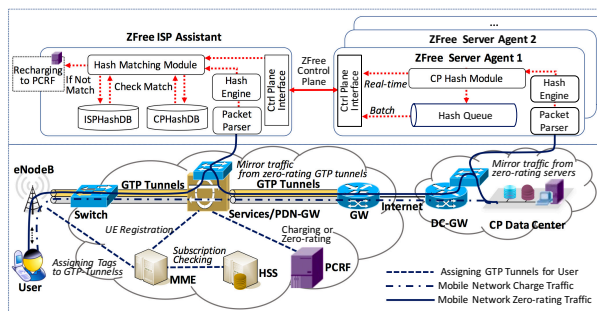 ...
ZFree Server Agent 2
ZFree ISP Assistant
ZFree Server Agent 1
Recharging
to PCRF
If Not
Match
Hash Matching Module
Check Match
ISPHashDB
CPHashDB
Hash
Engine
Packet
Parser
Ctrl Plane
Interface
ZFree
Control
Plane
Ctrl Plane
Interface
Real-time
Batch
CP Hash Module
Hash Queue
Hash
Engine
Packet
Parser
eNodeB
GTP Tunnels
Mirror traffic
from zero-rating GTP tunnels
GTP Tunnels
Mirror traffic from
zero-rating servers
Switch
Services/PDN-GW
GW
Internet
DC-GW
CP Data Center
UE Registration
Charging or
Zero-rating
Assigning Tags
to GTP-Tunnelss
Subscription
Checking
User
MME
HSS
PCRF
Assigning GTP Tunnels for User
Mobile Network Charge Traffic
Mobile Network Zero-rating Traffic